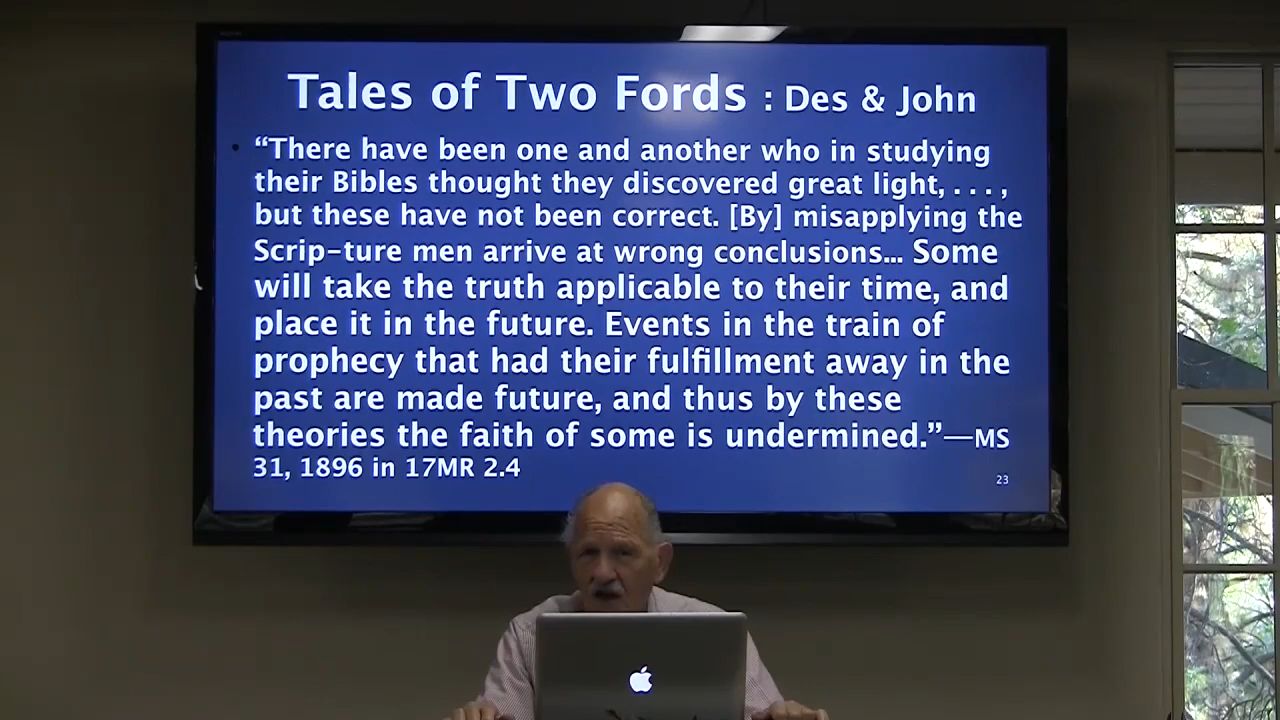 Tales of Two Fords : Des & John
• “There have been one and another who in studying
their Bibles thought they discovered great light, . . . ,
but these have not been correct. [By] misapplying the
Scrip-ture men arrive at wrong conclusions... Some
will take the truth applicable to their time, and
place it in the future. Events in the train of
prophecy that had their fulfillment away in the
past are made future, and thus by these
theories the faith of some is undermined.”—MS
31, 1896 in 17MR 2.4
23